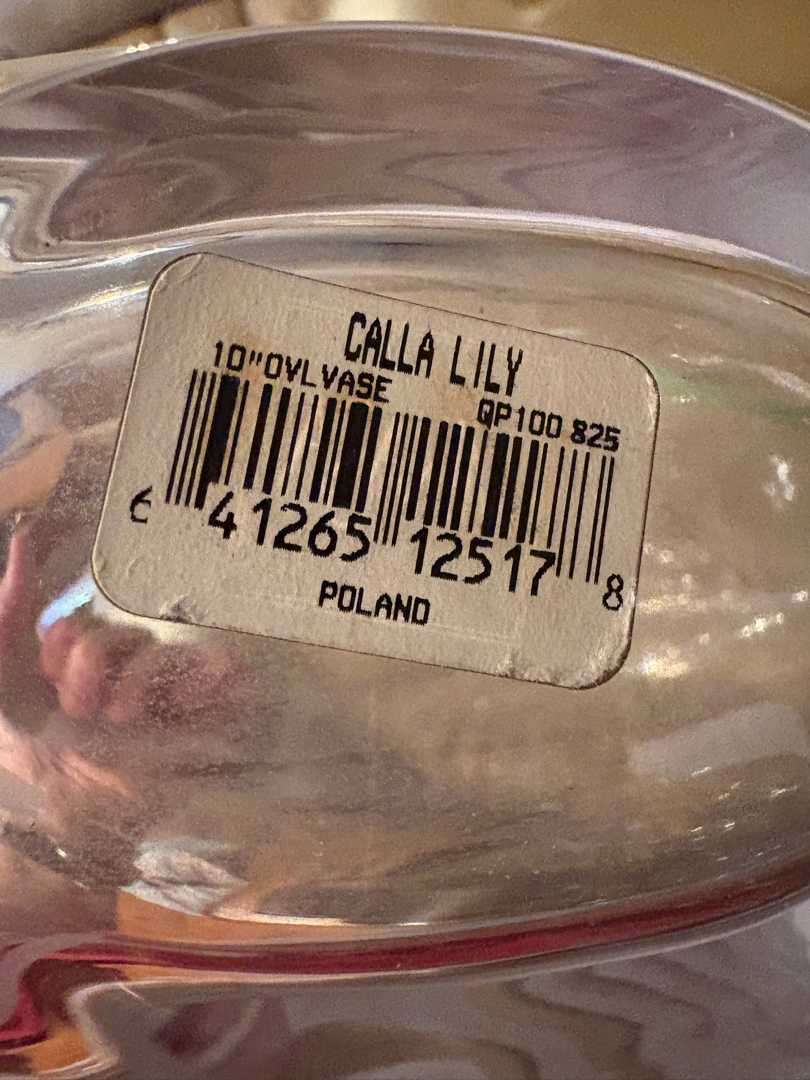 CALLA LILY
10"OVLVASE QP100 825
6 41265 12517 8
POLAND